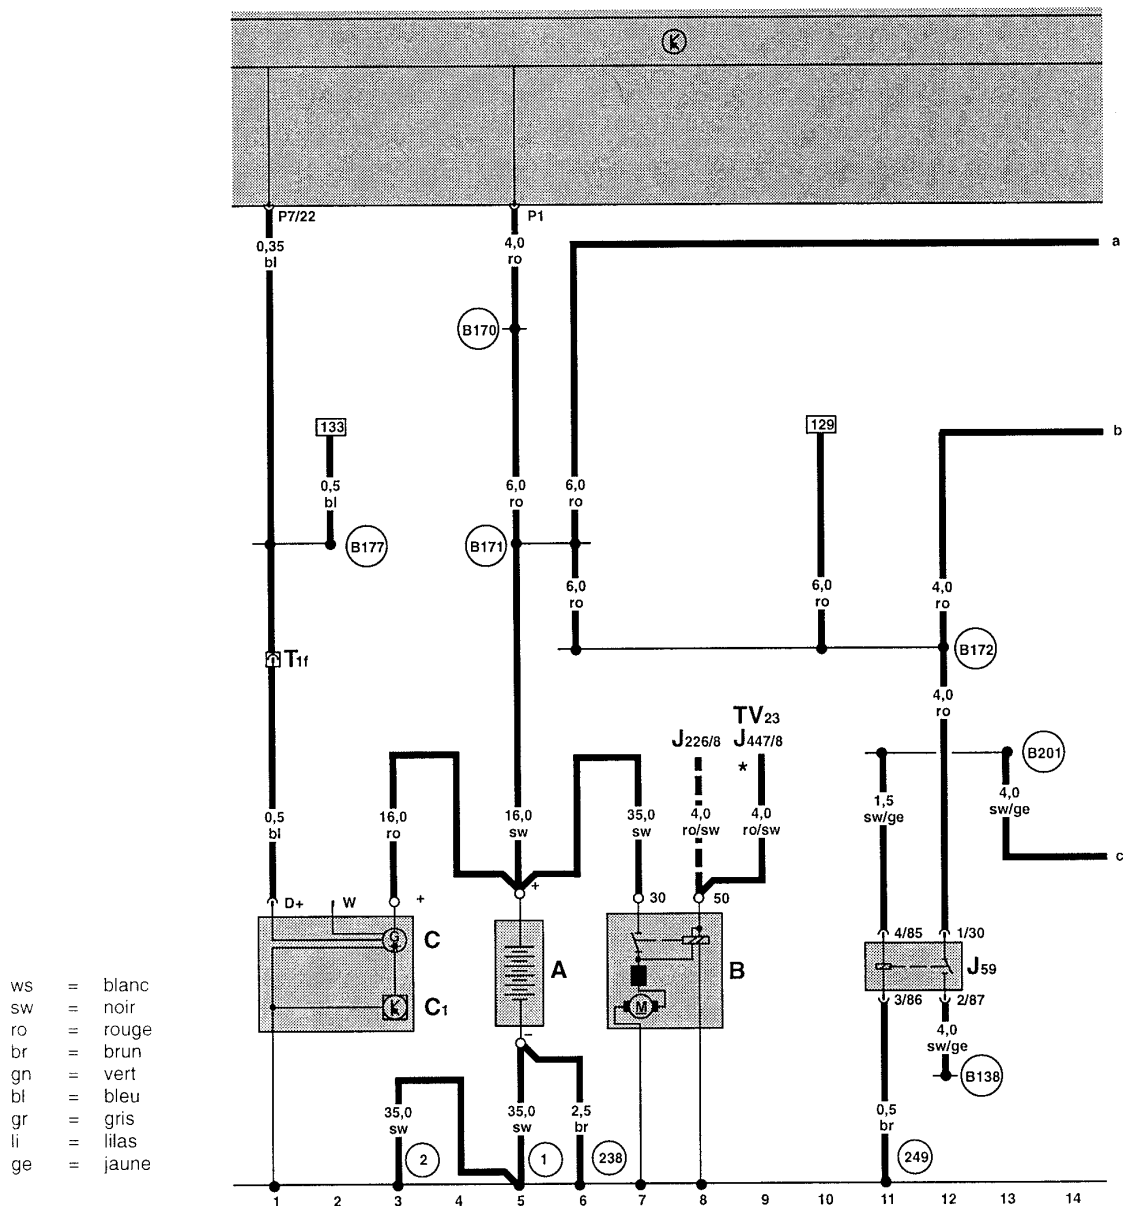 K
P7/22
P1
0,35
bl
4,0
ro
a
B170
133
129
b
0,5
bl
6,0
ro
6,0
ro
B177
B171
6,0
ro
6,0
ro
4,0
ro
B172
T1f
4,0
ro
TV23
J226/8
J447/8
*
B201
0,5
bl
16,0
ro
16,0
sw
35,0
sw
4,0
ro/sw
4,0
ro/sw
1,5
sw/ge
4,0
sw/ge
c
D+
W
+
+
30
50
4/85
1/30
G
C
A
B
J59
K
C1
M
3/86
2/87
−
4,0
sw/ge
B138
35,0
sw
35,0
sw
2,5
br
0,5
br
2
1
238
249
1 2 3 4 5 6 7 8 9 10 11 12 13 14
ws = blanc
sw = noir
ro = rouge
br = brun
gn = vert
bl = bleu
gr = gris
li = lilas
ge = jaune